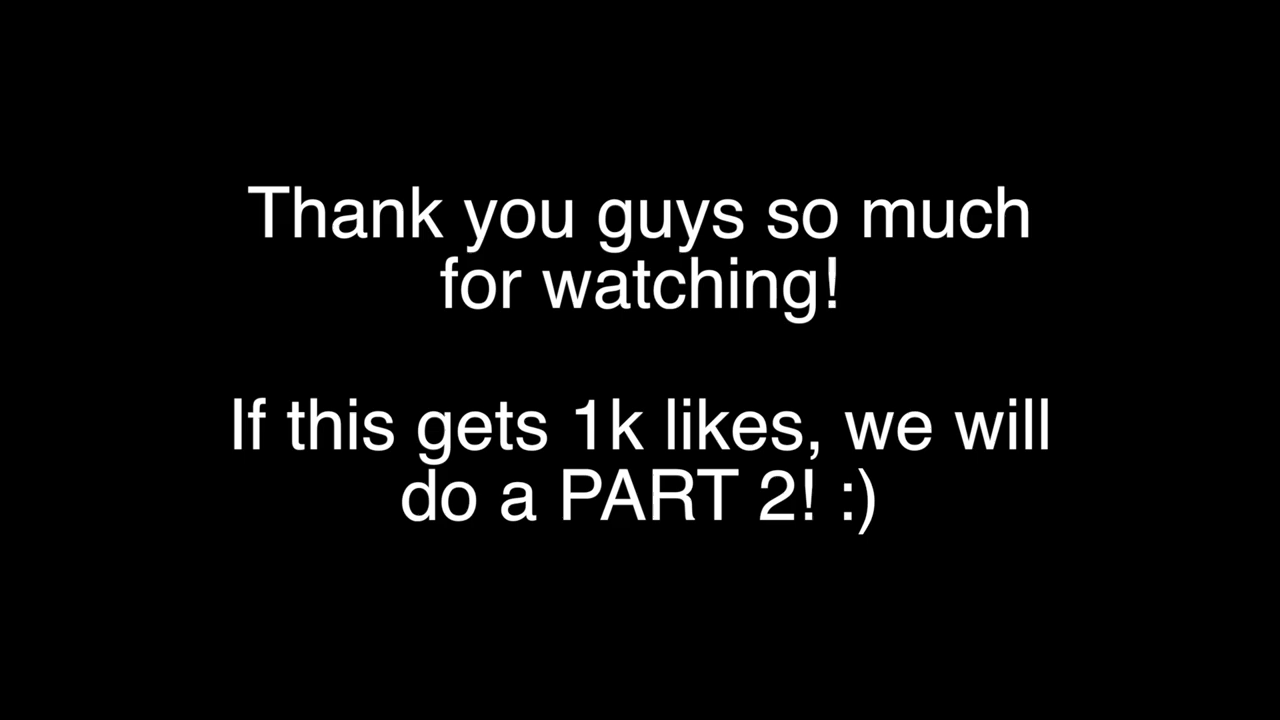 Thank you guys so much
for watching!
If this gets 1k likes, we will
do a PART 2! :)